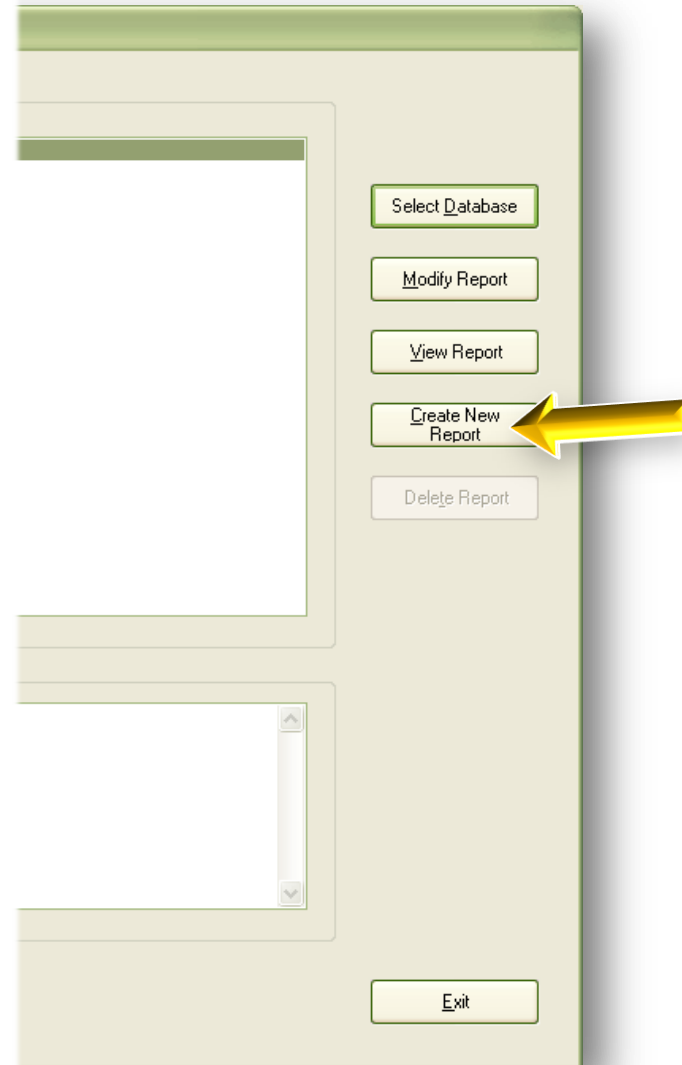 Select Database
Modify Report
View Report
Create New
Report
Delete Report
Exit